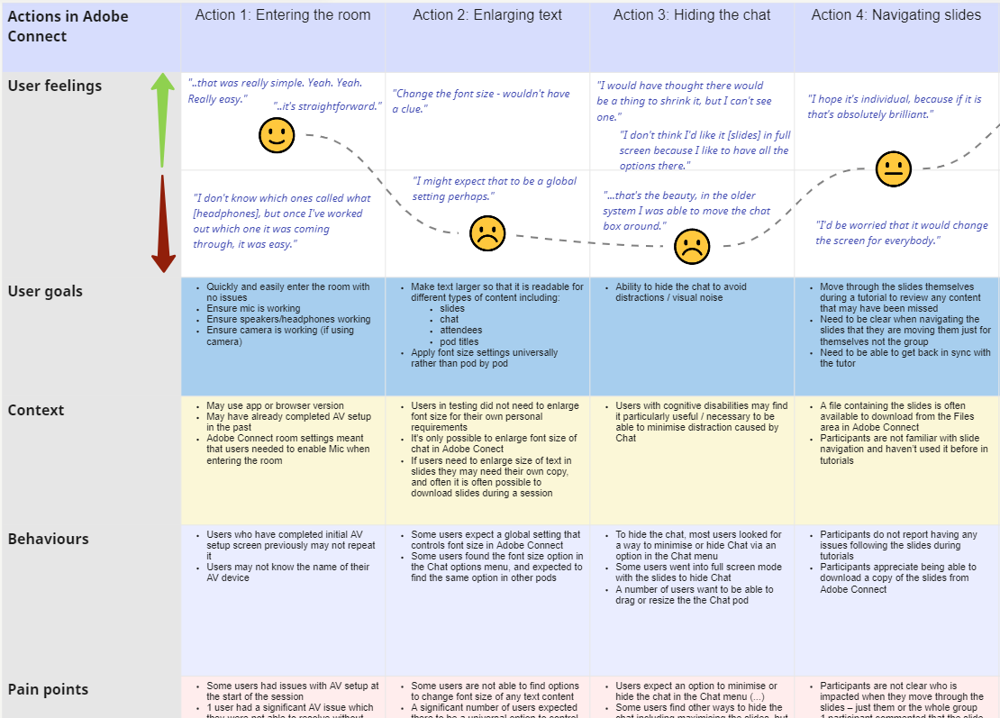 Actions in Adobe
Connect
Action 1: Entering the room
Action 2: Enlarging text
Action 3: Hiding the chat
Action 4: Navigating slides
User feelings
"..that was really simple. Yeah. Yeah.
Really easy."
"..it's straightforward."
"I don't know which ones called what
[headphones], but once I've worked
out which one it was coming
through, it was easy."
"Change the font size - wouldn't have
a clue."
"I might expect that to be a global
setting perhaps."
"I would have thought there would
be a thing to shrink it, but I can't see
one."
"I don't think I'd like it [slides] in full
screen because I like to have all the
options there."
"...that's the beauty, in the older
system I was able to move the chat
box around."
"I hope it's individual, because if it is
that's absolutely brilliant."
"I'd be worried that it would change
the screen for everybody."
User goals
• Quickly and easily enter the room with
no issues
• Ensure mic is working
• Ensure speakers/headphones working
• Ensure camera is working (if using
camera)
• Make text larger so that it is readable for
different types of content including:
• slides
• chat
• attendees
• pod titles
• Apply font size settings universally
rather than pod by pod
• Ability to hide the chat to avoid
distractions / visual noise
• Move through the slides themselves
during a tutorial to review any content
that may have been missed
• Need to be clear when navigating the
slides that they are moving them just for
themselves not the group
• Need to be able to get back in sync with
the tutor
Context
• May use app or browser version
• May have already completed AV setup
in the past
• Adobe Connect room settings meant
that users needed to enable Mic when
entering the room
• Users in testing did not need to enlarge
font size for their own personal
requirements
• It's only possible to enlarge font size of
chat in Adobe Conect
• If users need to enlarge size of text in
slides they may need their own copy,
and often it is often possible to
download slides during a session
• Users with cognitive disabilities may find
it particularly useful / necessary to be
able to minimise distraction caused by
Chat
• A file containing the slides is often
available to download from the Files
area in Adobe Connect
• Participants are not familiar with slide
navigation and haven't used it before in
tutorials
Behaviours
• Users who have completed initial AV
setup screen previously may not repeat
it
• Users may not know the name of their
AV device
• Some users expect a global setting that
controls font size in Adobe Connect
• Some users found the font size option in
the Chat options menu, and expected to
find the same option in other pods
• To hide the chat, most users looked for
a way to minimise or hide Chat via an
option in the Chat menu
• Some users went into full screen mode
with the slides to hide Chat
• A number of users want to be able to
drag or resize the the Chat pod
• Participants do not report having any
issues following the slides during
tutorials
• Participants appreciate being able to
download a copy of the slides from
Adobe Connect
Pain points
• Some users had issues with AV setup at
the start of the session
• 1 user had a significant AV issue which
they were not able to resolve without
• Some users are not able to find options
to change font size of any text content
• A significant number of users expected
there to be a universal option to control
• Users expect an option to minimise or
hide the chat in the Chat menu (...)
• Some users find other ways to hide the
chat including maximising the slides, but
• Participants are not clear who is
impacted when they move through the
slides – just them or the whole group
1 participant commented that the slide